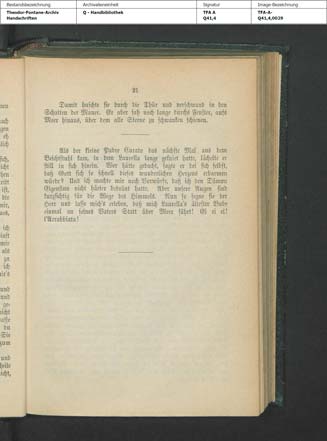 Bestandsbezeichnung
Archivalieneinheit
Signatur
Image-Bezeichnung
Theodor-Fontane-Archiv
Q - Handbibliothek
TFA A
TFA-A-
Handschriften
Q41,4
Q41,4,0029
21
Damit huschte sie durch die Thür und verschwand in den
Schatten der Mauer. Er aber sah noch lange durchs Fenster, aufs
Meer hinaus, über dem alle Sterne zu schwanken schienen.
Als der kleine Padre Curato das nächste Mal aus dem
Beichtstuhl kam, in dem Laurella lange gekniet hatte, lächelte er
still in sich hinein. Wer hätte gedacht, sagte er bei sich selbst,
daß Gott sich so schnell dieses wunderlichen Herzens erbarmen
würde? Und ich machte mir noch Vorwürfe, daß ich den Dämon
Eigensinn nicht härter bedräut hatte. Aber unsere Augen sind
kurzsichtig für die Wege des Himmels. Nun so segne sie der
Herr und lasse mich's erleben, daß mich Laurella's ältester Bube
einmal an seines Vaters Statt über Meer fährt! Ei ei ei!
l'Arrabbiata!